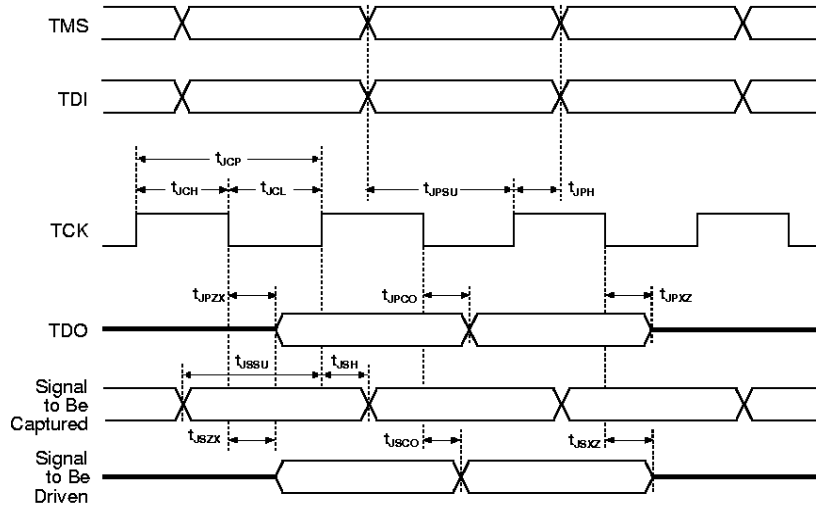 TMS
TDI
tJCP
tJCH
tJCL
tJPSU
tJPH
TCK
tJPZX
tJPCO
tJPXZ
TDO
tJSSU
tJSH
Signal
to Be
Captured
tJSZX
tJSCO
tJSXZ
Signal
to Be
Driven